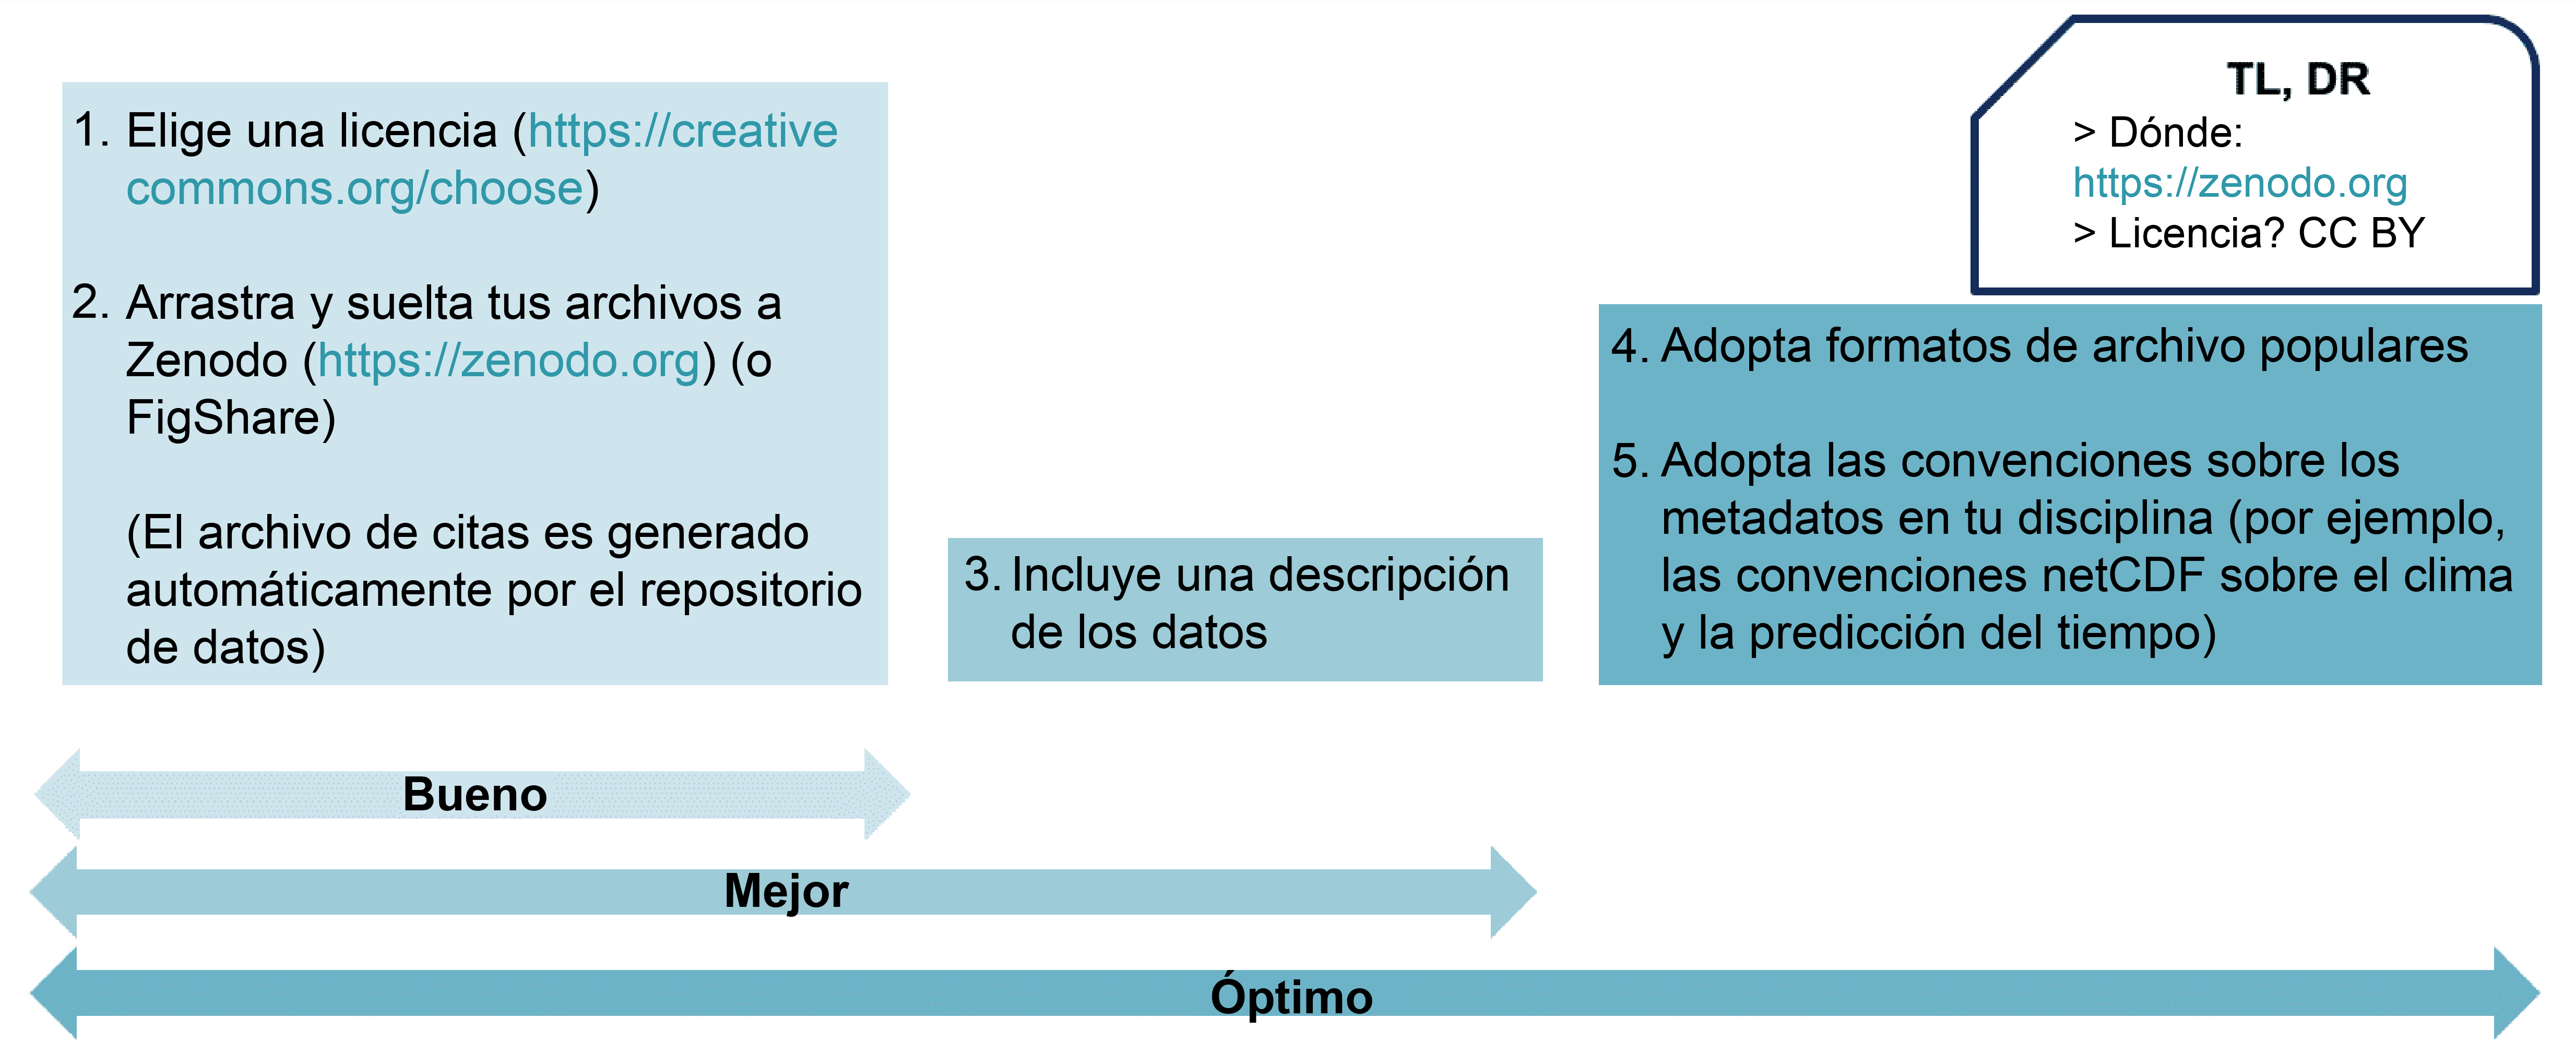 TL, DR
> Dónde:
https://zenodo.org
> Licencia? CC BY
1. Elige una licencia (https://creative
commons.org/choose)
2. Arrastra y suelta tus archivos a
Zenodo (https://zenodo.org) (o
FigShare)
(El archivo de citas es generado
automáticamente por el repositorio
de datos)
3. Incluye una descripción
de los datos
4. Adopta formatos de archivo populares
5. Adopta las convenciones sobre los
metadatos en tu disciplina (por ejemplo,
las convenciones netCDF sobre el clima
y la predicción del tiempo)
Bueno
Mejor
Óptimo